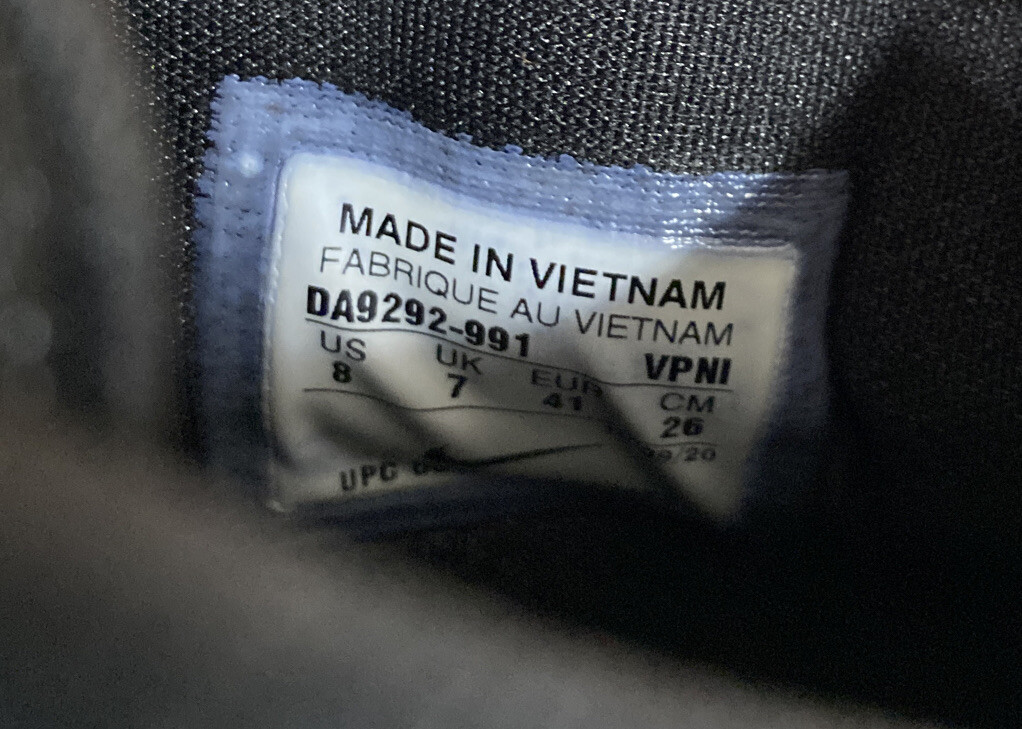 MADE IN VIETNAM
FABRIQUE AU VIETNAM
DA9292-991 VPNI
US UK EUR CM
8 7 41 26
UPC